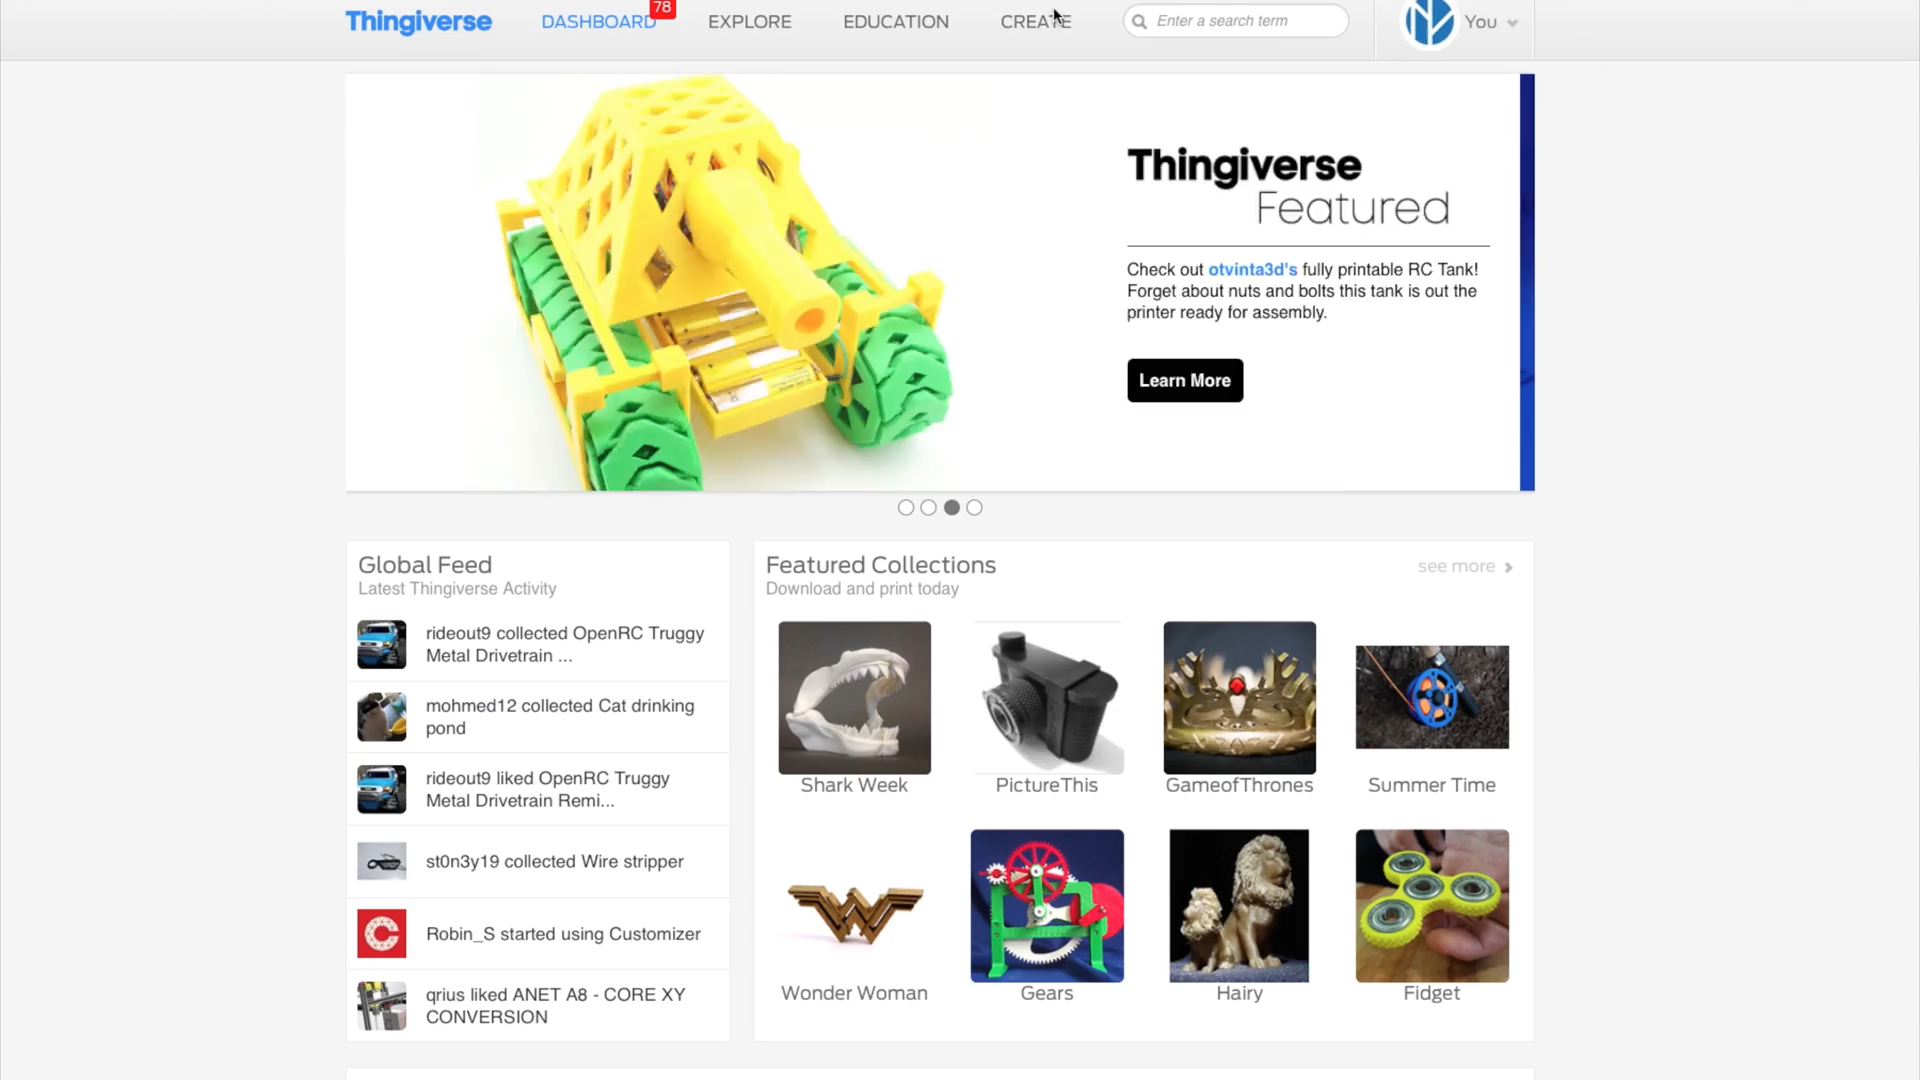 Thingiverse
DASHBOARD
78
EXPLORE
EDUCATION
CREATE
Enter a search term
You
Thingiverse
Featured
Check out otvinta3d's fully printable RC Tank!
Forget about nuts and bolts this tank is out the
printer ready for assembly.
Learn More
Global Feed
Latest Thingiverse Activity
rideout9 collected OpenRC Truggy
Metal Drivetrain ...
mohmed12 collected Cat drinking
pond
rideout9 liked OpenRC Truggy
Metal Drivetrain Remi...
st0n3y19 collected Wire stripper
Robin_S started using Customizer
qrius liked ANET A8 - CORE XY
CONVERSION
Featured Collections
Download and print today
see more
Shark Week
PictureThis
GameofThrones
Summer Time
Wonder Woman
Gears
Hairy
Fidget